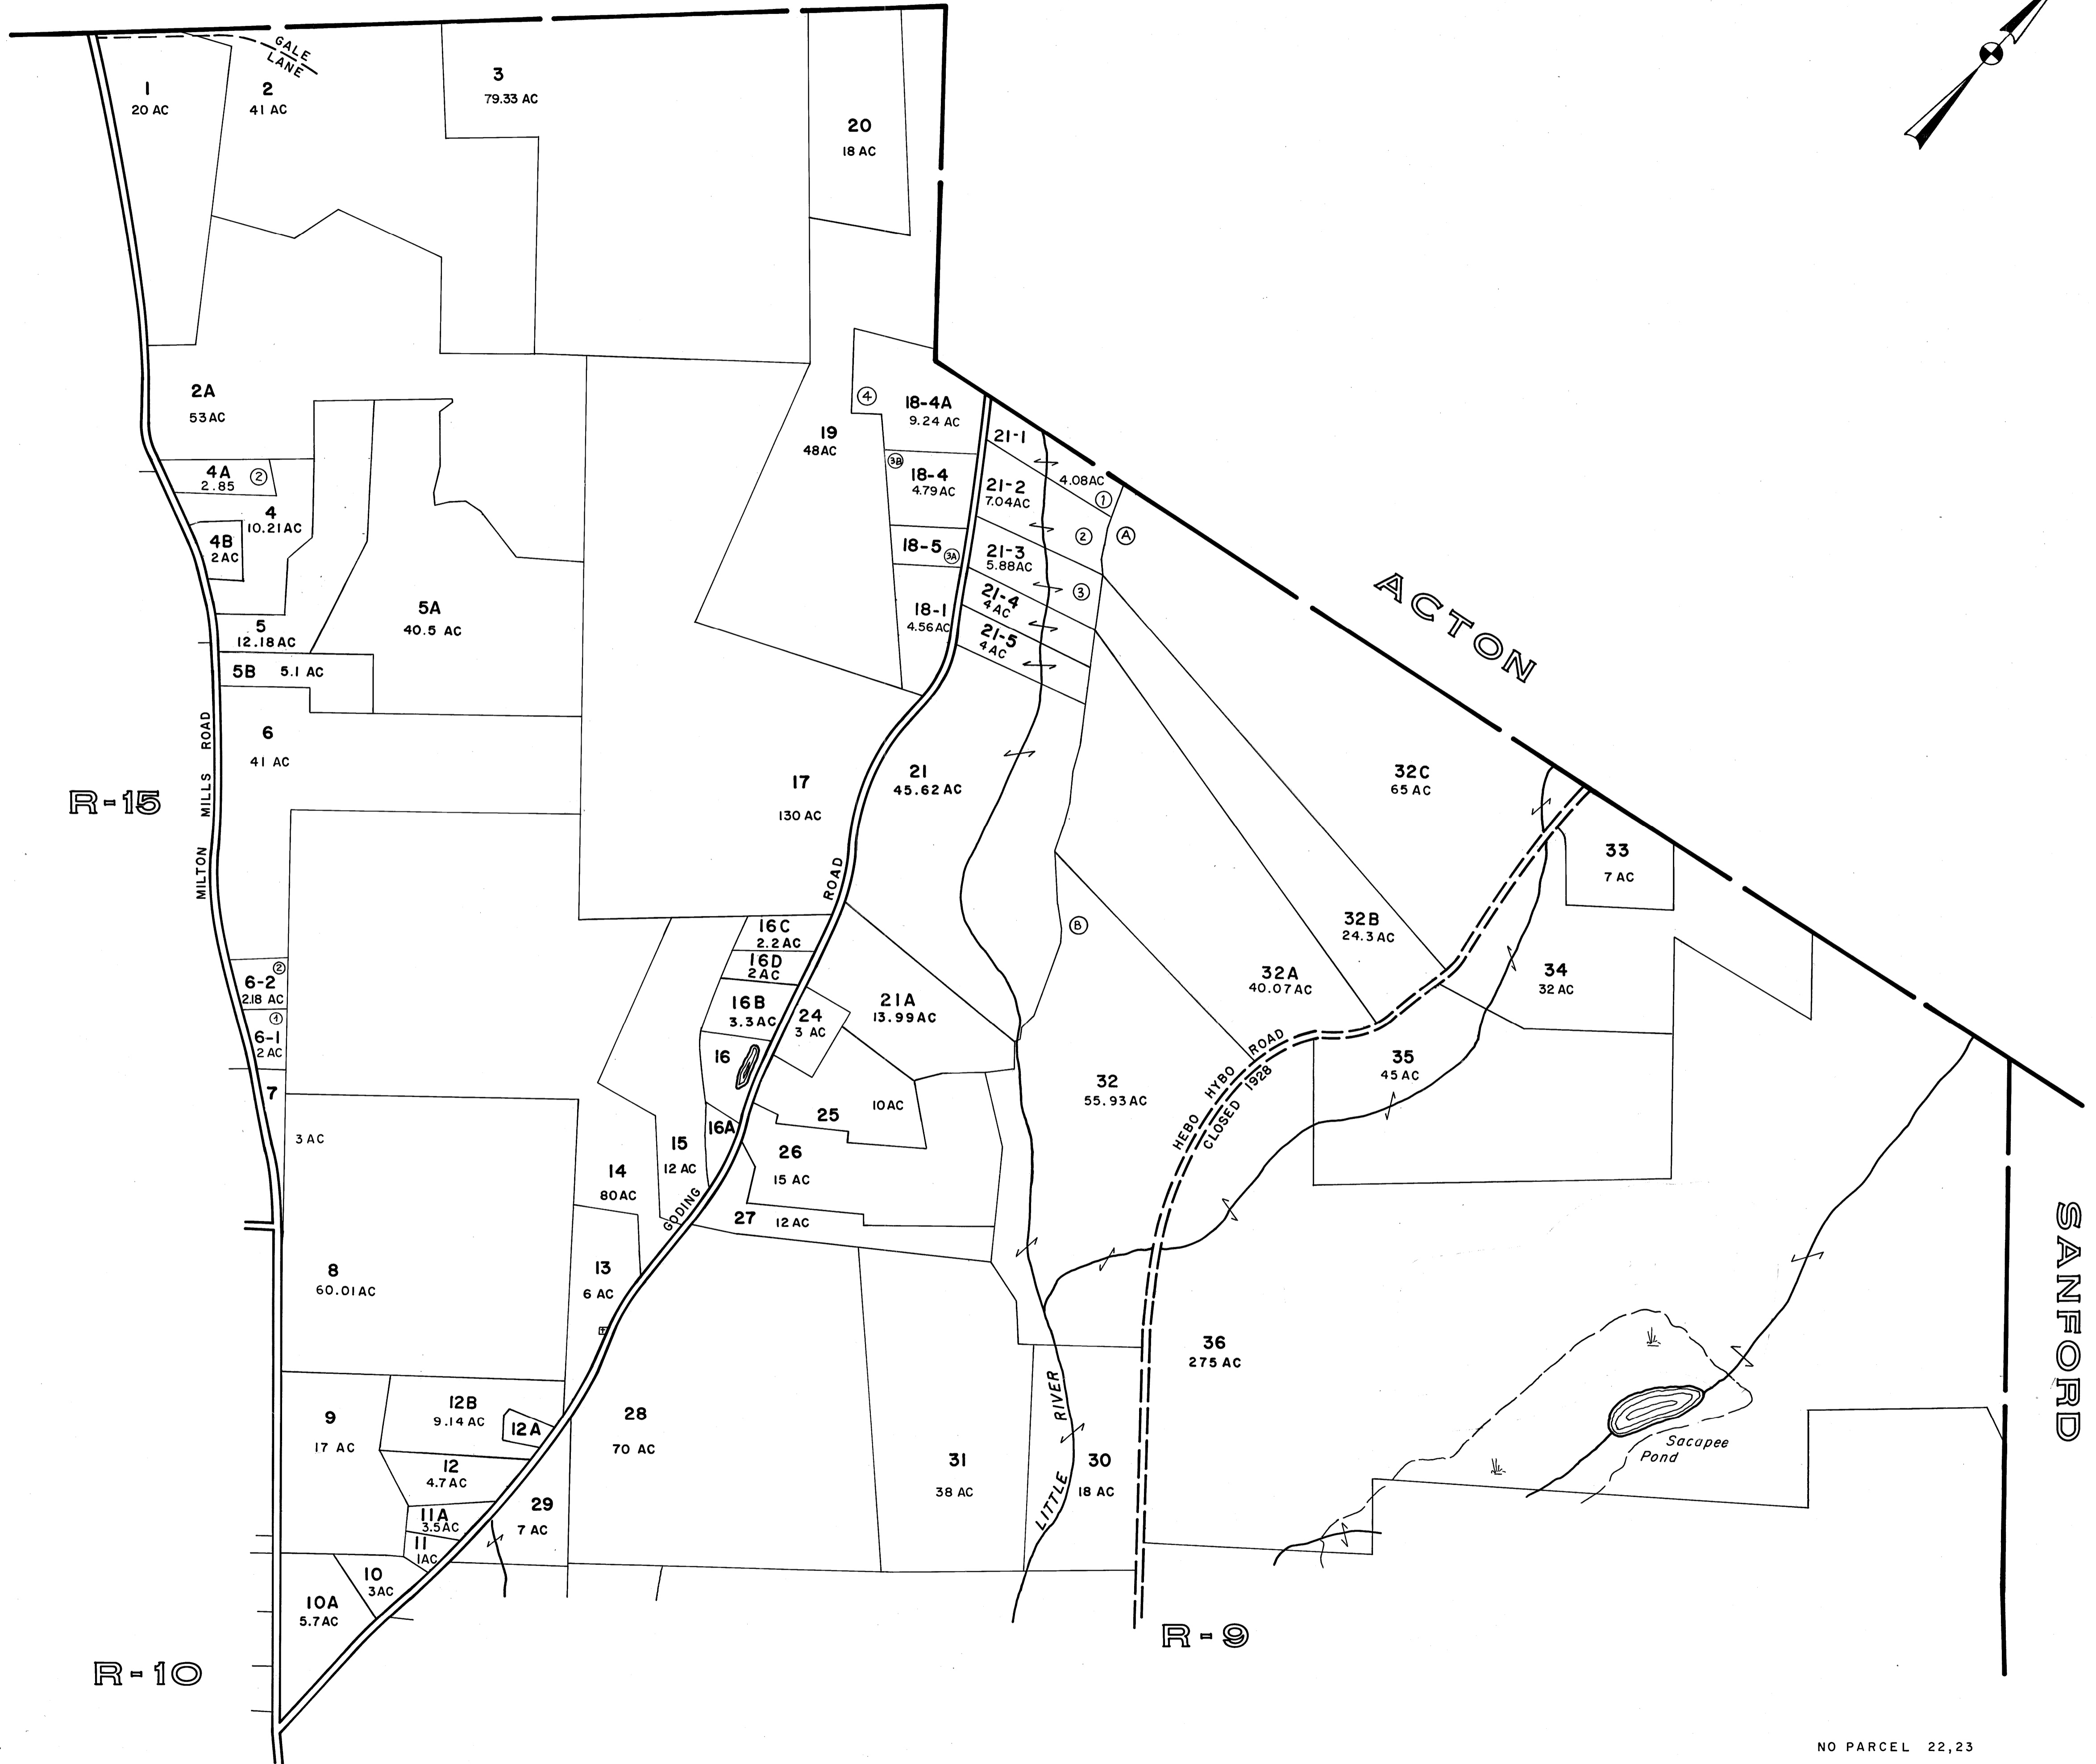 GALE
LANE
1
20 AC
2
41 AC
3
79.33 AC
20
18 AC
2A
53 AC
4A
2.85
2
4
10.21 AC
4B
2 AC
5
12.18 AC
5A
40.5 AC
5B 5.1 AC
6
41 AC
R-15
MILTON MILLS ROAD
19
48 AC
4
18-4A
9.24 AC
3B
18-4
4.79 AC
18-5
3A
18-1
4.56 AC
21-1
4.08 AC
1
21-2
7.04 AC
2
A
21-3
5.88 AC
3
21-4
4 AC
21-5
4 AC
ACTON
17
130 AC
21
45.62 AC
32C
65 AC
33
7 AC
B
32B
24.3 AC
32A
40.07 AC
34
32 AC
35
45 AC
32
55.93 AC
HEBO HYBO ROAD
CLOSED 1928
6-2
2
2.18 AC
1
6-1
2 AC
7
3 AC
16C
2.2 AC
16D
2 AC
16B
3.3 AC
16
16A
24
3 AC
21A
13.99 AC
25
10 AC
26
15 AC
27 12 AC
15
12 AC
14
80 AC
GODING ROAD
13
6 AC
8
60.01 AC
9
17 AC
12B
9.14 AC
12A
12
4.7 AC
11A
3.5 AC
11
1 AC
10
3 AC
10A
5.7 AC
29
7 AC
28
70 AC
31
38 AC
30
18 AC
LITTLE RIVER
36
275 AC
Sacapee
Pond
SANFORD
R-9
R-10
NO PARCEL 22,23